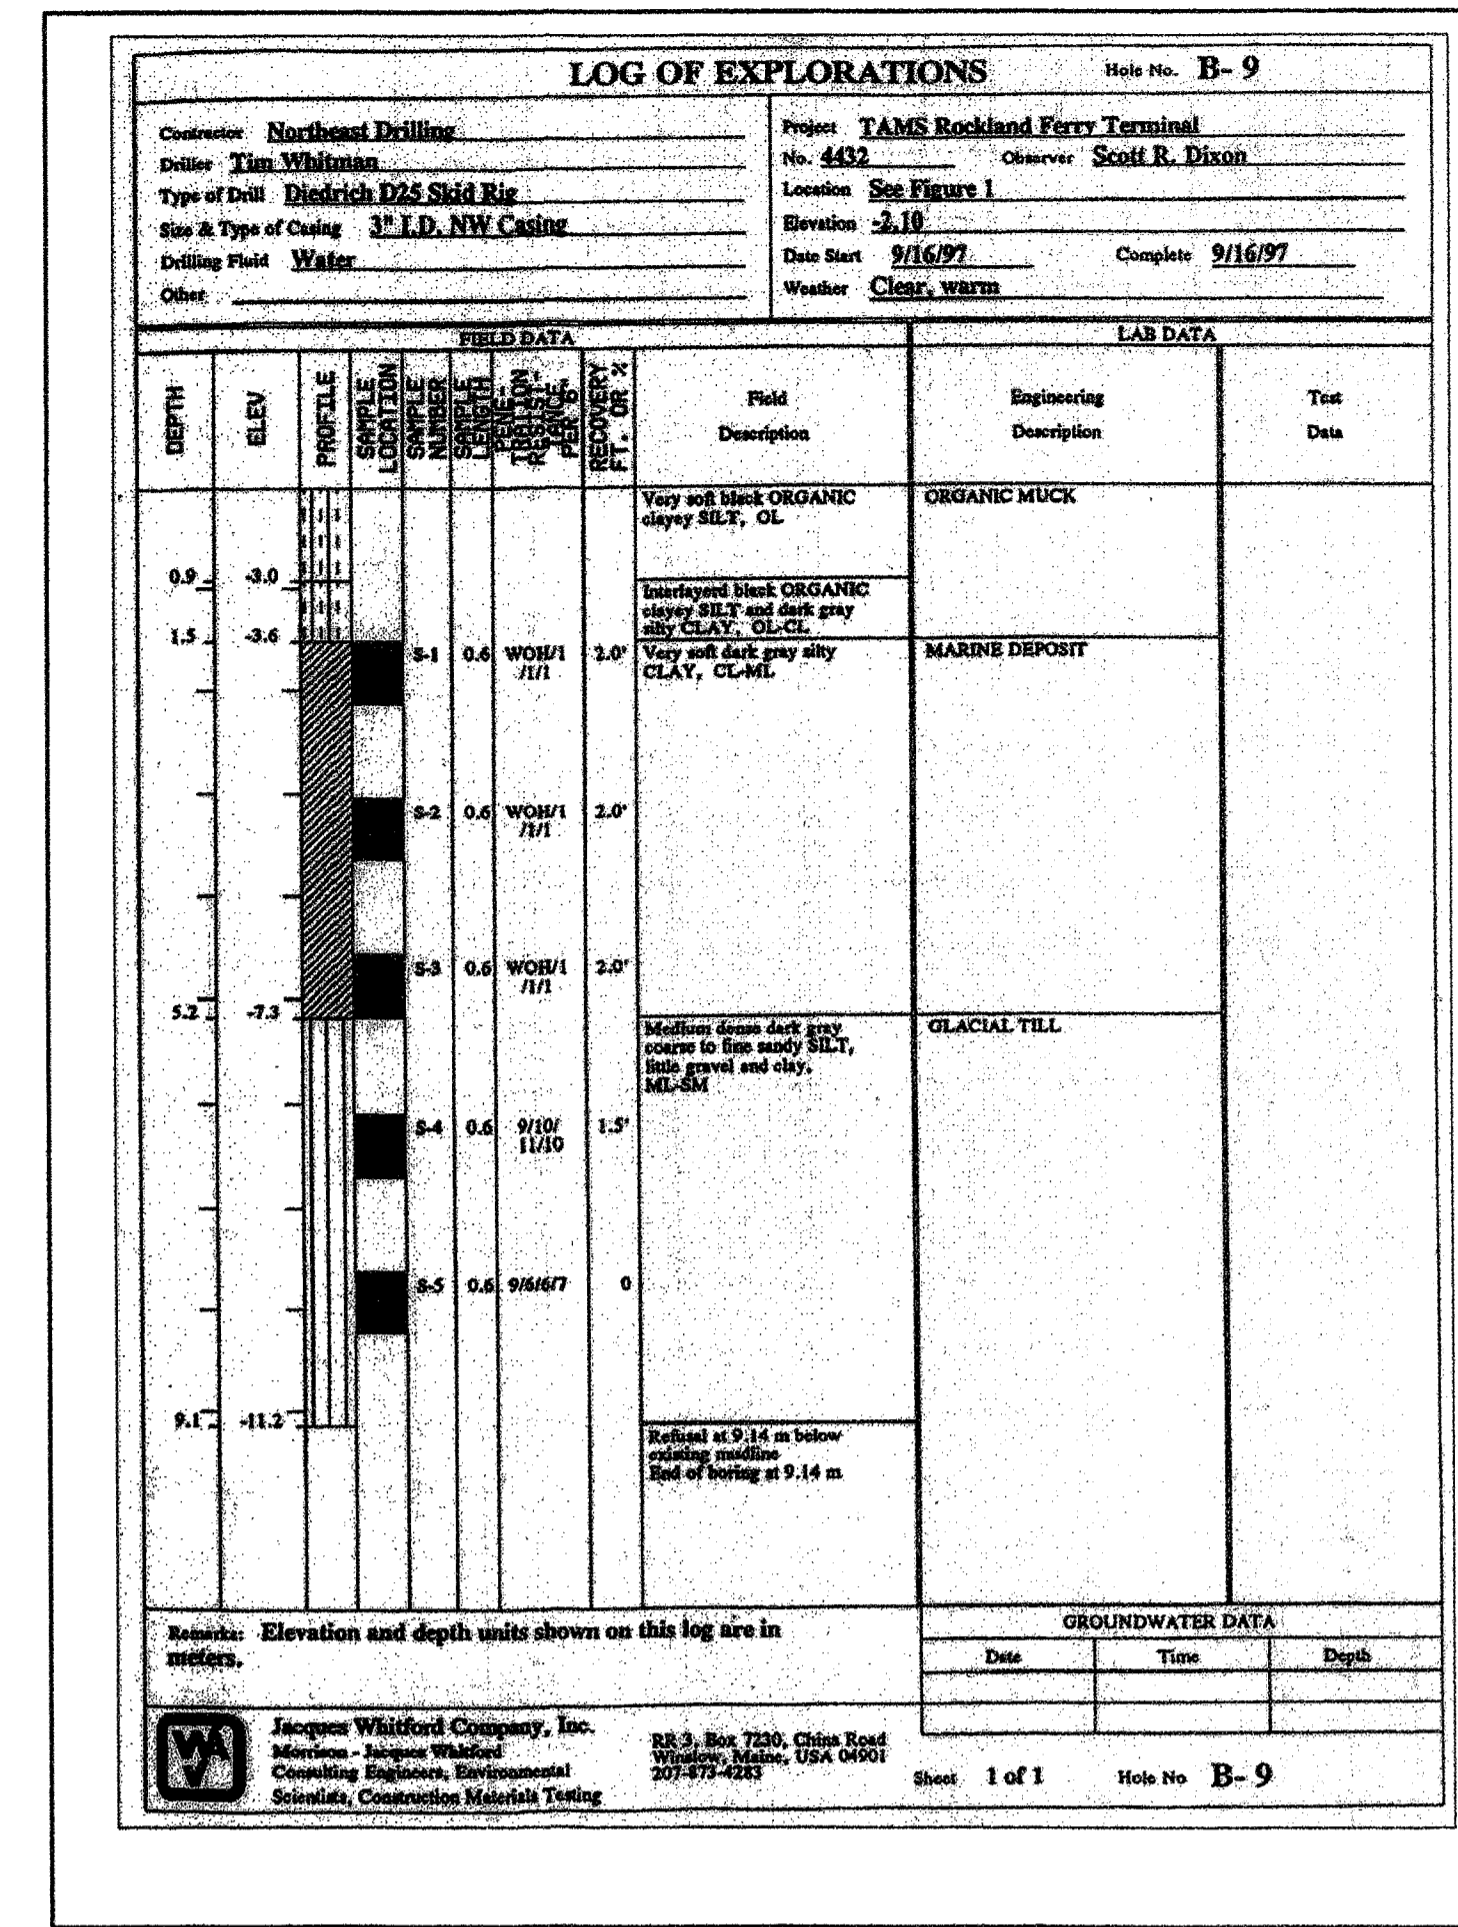 LOG OF EXPLORATIONS Hole No. B- 9
Contractor Northeast Drilling
Driller Tim Whitman
Type of Drill Diedrich D25 Skid Rig
Size & Type of Casing 3" I.D. NW Casing
Drilling Fluid Water
Other
Project TAMS Rockland Ferry Terminal
No. 4432 Observer Scott R. Dixon
Location See Figure 1
Elevation -2.10
Date Start 9/16/97 Complete 9/16/97
Weather Clear, warm
FIELD DATA LAB DATA
DEPTH
ELEV
PROFILE
SAMPLE
LOCATION
SAMPLE
NUMBER
SAMPLE
LENGTH
PENE-
TRATION
RESIST-
ANCE
PER 6"
RECOVERY
FT. OR %
Field
Description
Engineering
Description
Test
Data
Very soft black ORGANIC
clayey SILT, OL
ORGANIC MUCK
0.9 -3.0
Interlayerd black ORGANIC
clayey SILT and dark gray
silty CLAY, OL-CL
1.5 -3.6
S-1 0.6 WOH/1
/1/1
2.0'
Very soft dark gray silty
CLAY, CL-ML
MARINE DEPOSIT
S-2 0.6 WOH/1
/1/1
2.0'
S-3 0.6 WOH/1
/1/1
2.0'
5.2 -7.3
Medium dense dark gray
coarse to fine sandy SILT,
little gravel and clay,
ML-SM
GLACIAL TILL
S-4 0.6 9/10/
11/10
1.5'
S-5 0.6 9/6/6/7 0
9.1 -11.2
Refusal at 9.14 m below
existing mudline
End of boring at 9.14 m
Remarks: Elevation and depth units shown on this log are in
meters.
GROUNDWATER DATA
Date Time Depth
Jacques Whitford Company, Inc.
Morrison - Jacques Whitford
Consulting Engineers, Environmental
Scientists, Construction Materials Testing
RR 3, Box 7230, China Road
Winslow, Maine, USA 04901
207-873-4283
Sheet 1 of 1 Hole No B- 9